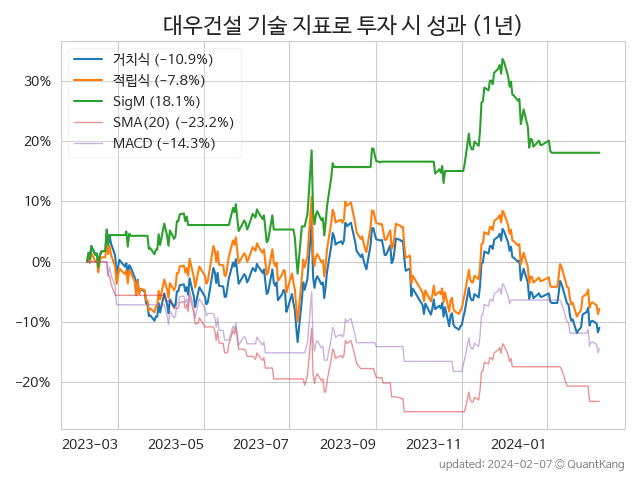 대우건설 기술 지표로 투자 시 성과 (1년)
거치식 (−10.9%)
적립식 (−7.8%)
SigM (18.1%)
SMA(20) (−23.2%)
MACD (−14.3%)
30%
20%
10%
0%
−10%
−20%
2023-03 2023-05 2023-07 2023-09 2023-11 2024-01
updated: 2024-02-07 © QuantKang